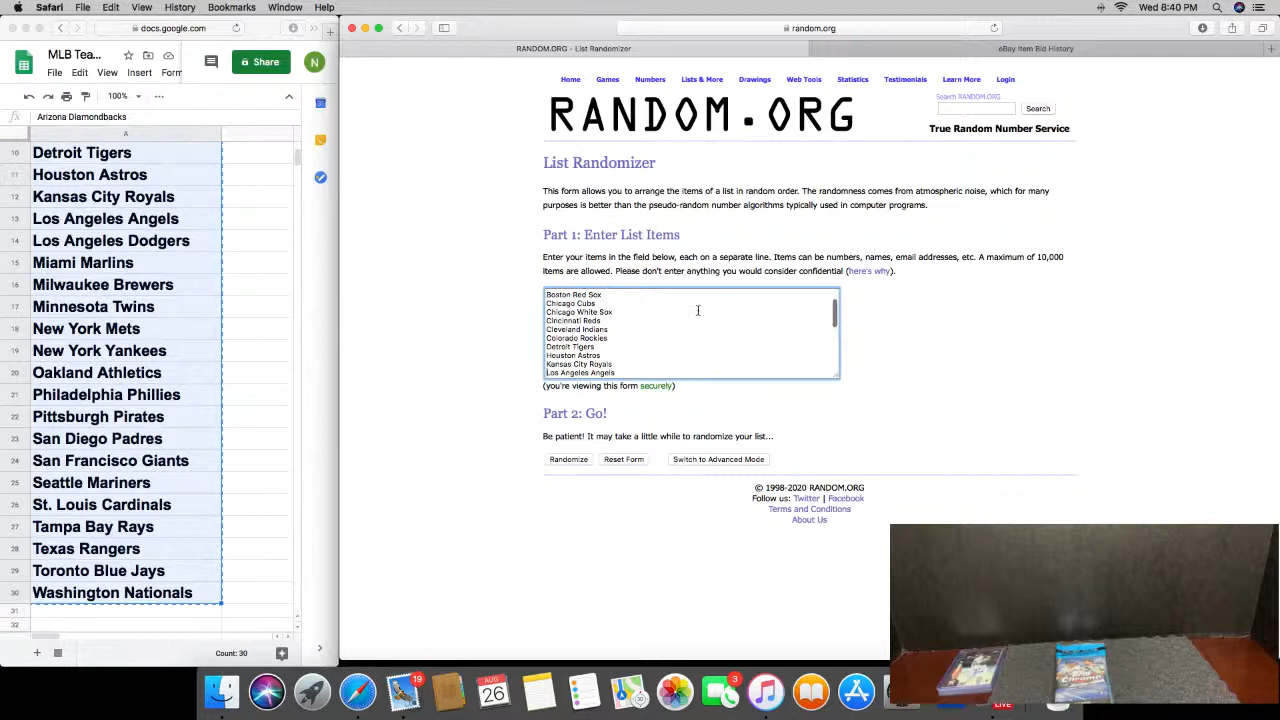 Safari File Edit View History Bookmarks Develop Window Help
Wed 8:40 PM
docs.google.com
random.org
RANDOM.ORG - List Randomizer
eBay Item Bid History
MLB Tea...
File Edit View Insert Form
Share
N
100%
Arizona Diamondbacks
A
10 Detroit Tigers
11 Houston Astros
12 Kansas City Royals
13 Los Angeles Angels
14 Los Angeles Dodgers
15 Miami Marlins
16 Milwaukee Brewers
17 Minnesota Twins
18 New York Mets
19 New York Yankees
20 Oakland Athletics
21 Philadelphia Phillies
22 Pittsburgh Pirates
23 San Diego Padres
24 San Francisco Giants
25 Seattle Mariners
26 St. Louis Cardinals
27 Tampa Bay Rays
28 Texas Rangers
29 Toronto Blue Jays
30 Washington Nationals
31
32
Count: 30
Home Games Numbers Lists & More Drawings Web Tools Statistics Testimonials Learn More Login
RANDOM.ORG
Search RANDOM.ORG
Search
True Random Number Service
List Randomizer
This form allows you to arrange the items of a list in random order. The randomness comes from atmospheric noise, which for many
purposes is better than the pseudo-random number algorithms typically used in computer programs.
Part 1: Enter List Items
Enter your items in the field below, each on a separate line. Items can be numbers, names, email addresses, etc. A maximum of 10,000
items are allowed. Please don't enter anything you would consider confidential (here's why).
Boston Red Sox
Chicago Cubs
Chicago White Sox
Cincinnati Reds
Cleveland Indians
Colorado Rockies
Detroit Tigers
Houston Astros
Kansas City Royals
Los Angeles Angels
(you're viewing this form securely)
Part 2: Go!
Be patient! It may take a little while to randomize your list...
Randomize Reset Form Switch to Advanced Mode
© 1998-2020 RANDOM.ORG
Follow us: Twitter | Facebook
Terms and Conditions
About Us
Chrome
19
AUG
26
3
LIVE